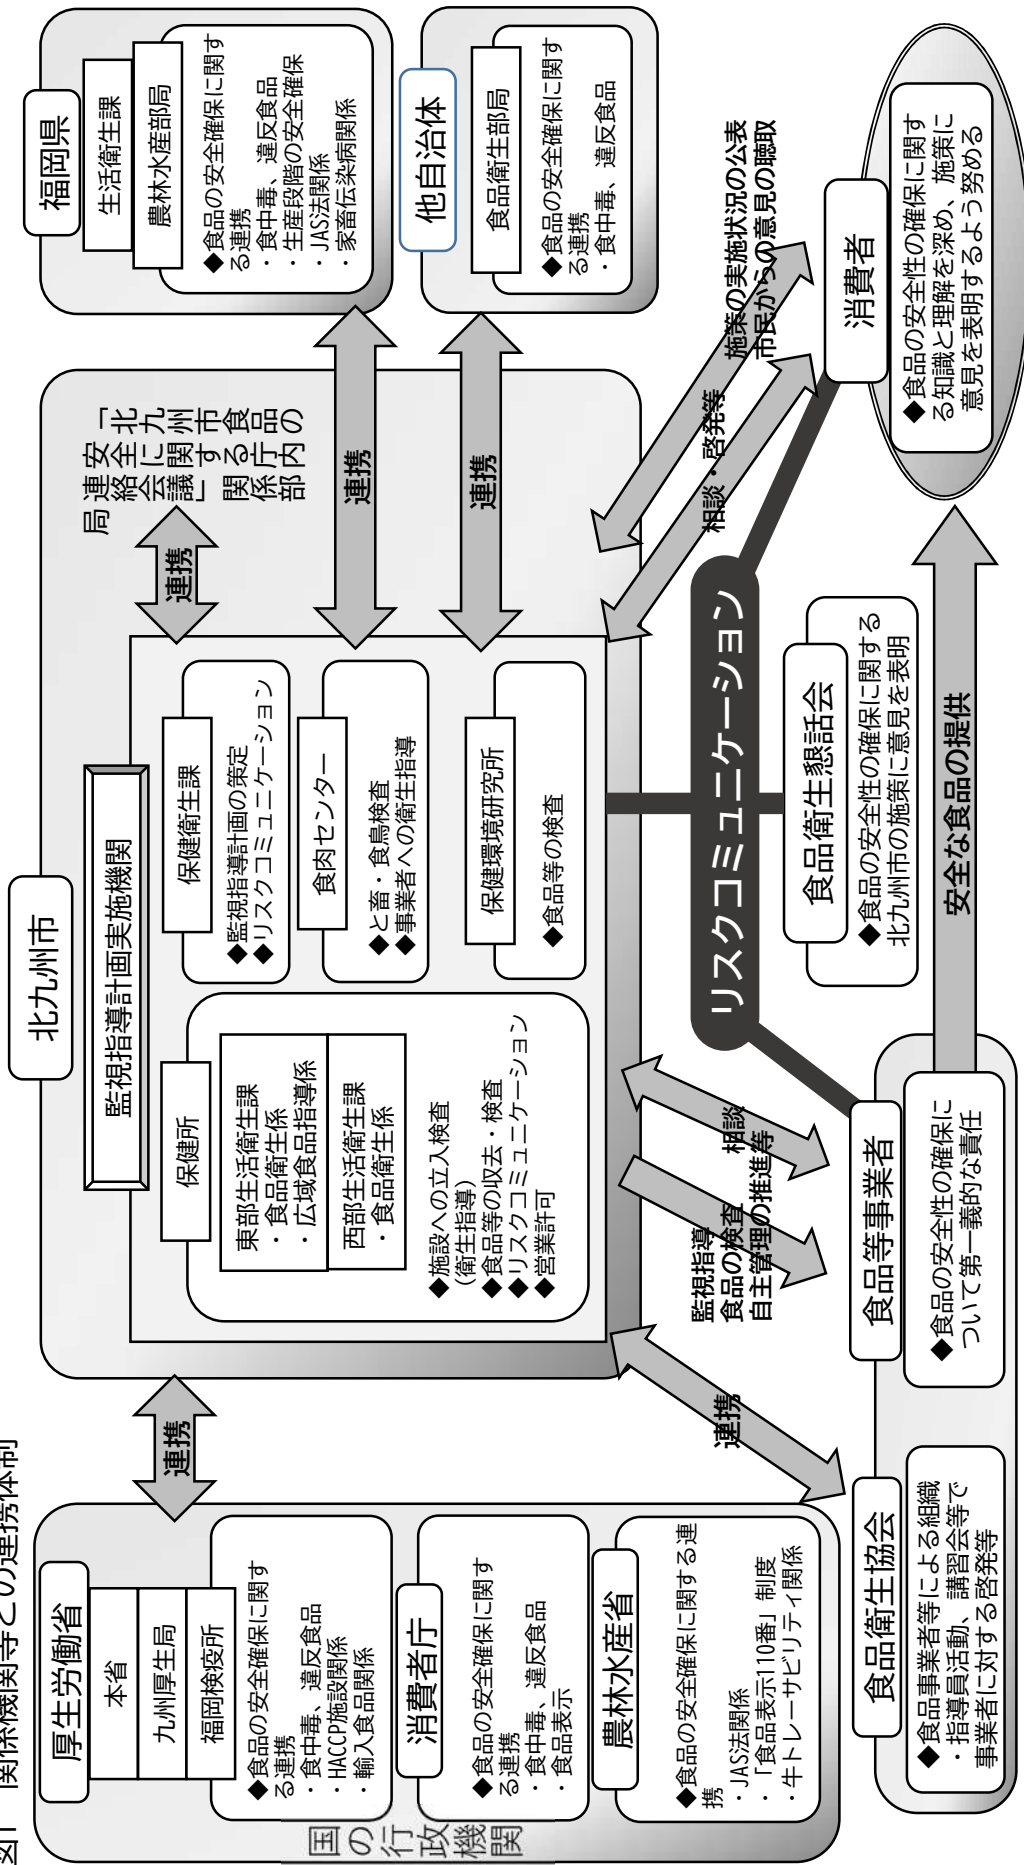 図1　関係機関等との連携体制
国の行政機関
厚生労働省
本省
九州厚生局
福岡検疫所
◆食品の安全確保に関す
る連携
・食中毒、違反食品
・HACCP施設関係
・輸入食品関係
消費者庁
◆食品の安全確保に関す
る連携
・食中毒、違反食品
・食品表示
農林水産省
◆食品の安全確保に関する連
携
・JAS法関係
・「食品表示110番」制度
・牛トレーサビリティ関係
連携
北九州市
監視指導計画実施機関
保健所
東部生活衛生課
・食品衛生係
・広域食品指導係
西部生活衛生課
・食品衛生係
◆施設への立入検査
（衛生指導）
◆食品等の収去・検査
◆リスクコミュニケーション
◆営業許可
保健衛生課
◆監視指導計画の策定
◆リスクコミュニケーション
食肉センター
◆と畜・食鳥検査
◆事業者への衛生指導
保健環境研究所
◆食品等の検査
連携
「北九州市食品の
安全に関する庁内
連絡会議」関係部
局
連携
連携
福岡県
生活衛生課
農林水産部局
◆食品の安全確保に関す
る連携
・食中毒、違反食品
・生産段階の安全確保
・JAS法関係
・家畜伝染病関係
他自治体
食品衛生部局
◆食品の安全確保に関す
る連携
・食中毒、違反食品
連携
監視指導
食品の検査
自主管理の推進等
相談
リスクコミュニケーション
相談・啓発等
施策の実施状況の公表
市民からの意見の聴取
食品衛生協会
◆食品事業者等による組織
・指導員活動、講習会等で
事業者に対する啓発等
食品等事業者
◆食品の安全性の確保に
ついて第一義的な責任
食品衛生懇話会
◆食品の安全性の確保に関する
北九州市の施策に意見を表明
安全な食品の提供
消費者
◆食品の安全性の確保に関す
る知識と理解を深め、施策に
意見を表明するよう努める